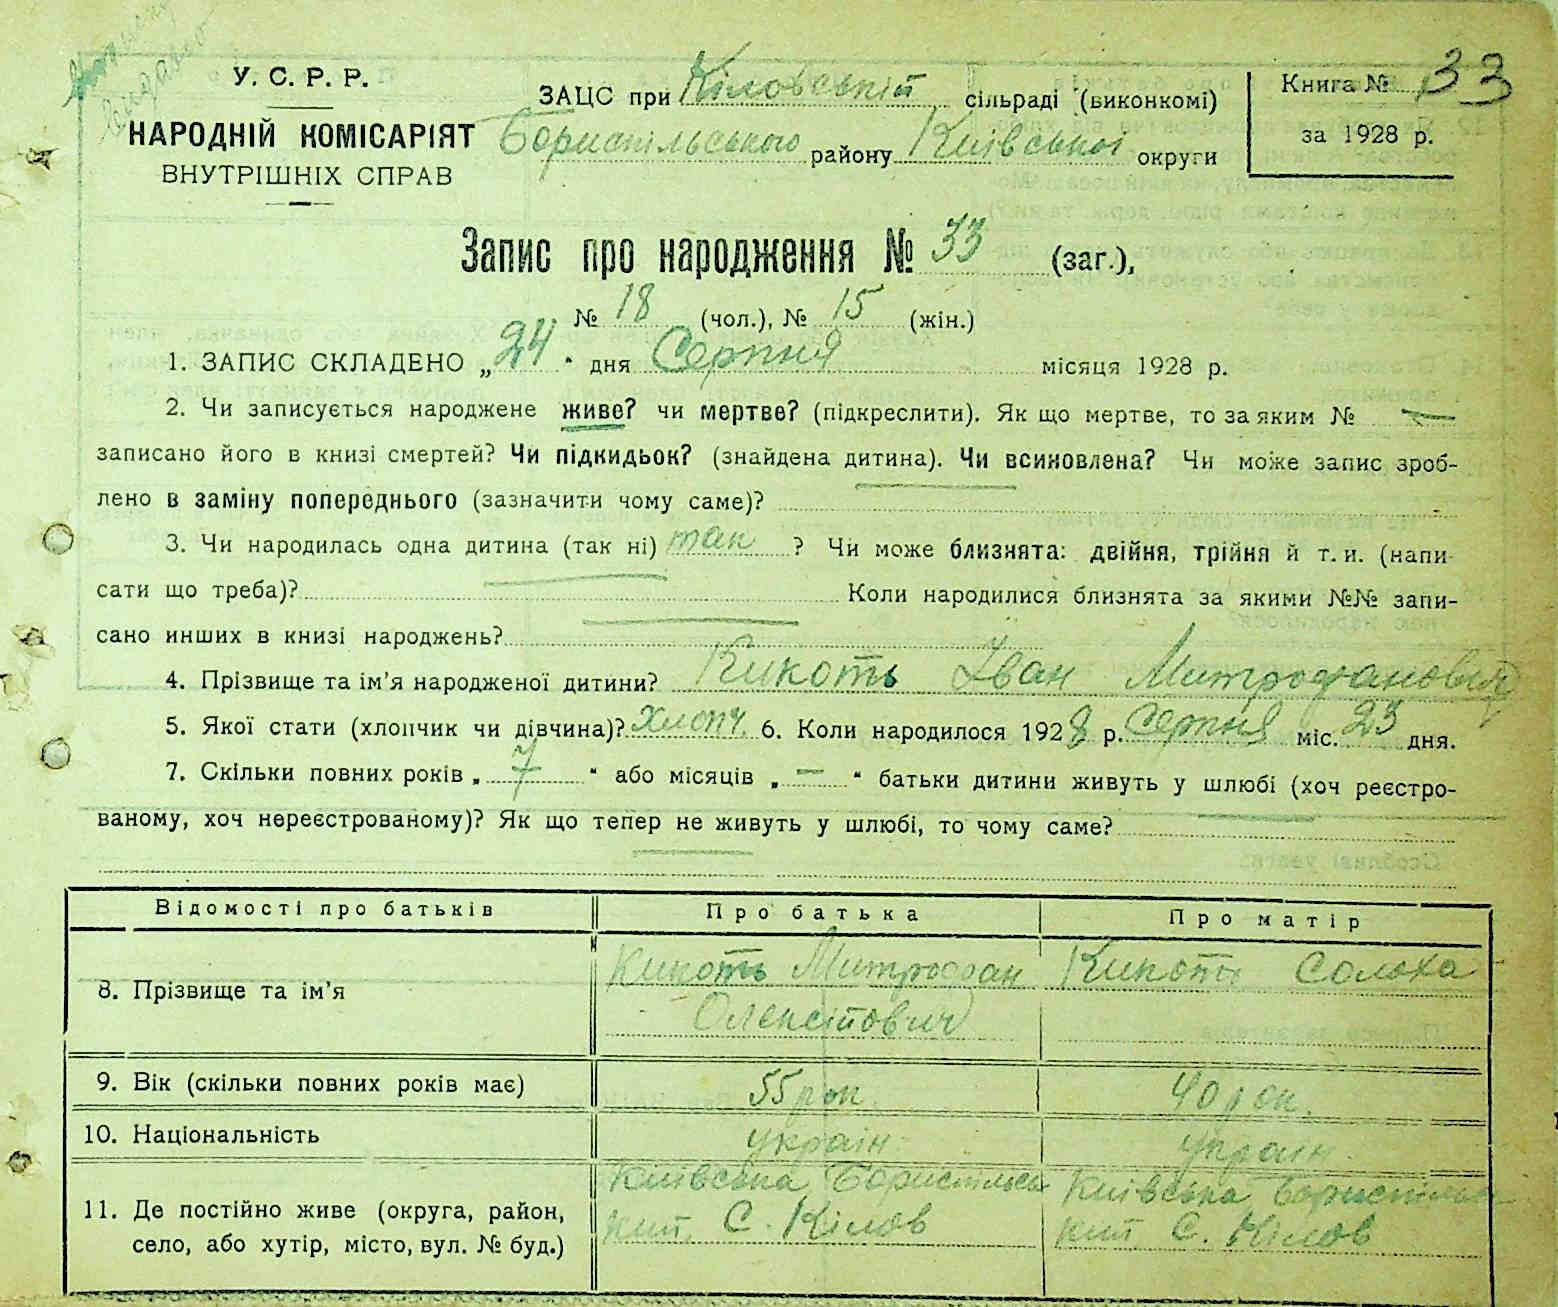 У. С. Р. Р.
НАРОДНІЙ КОМІСАРІЯТ
ВНУТРІШНІХ СПРАВ
ЗАЦС при Кіловській сільраді (виконкомі)
Бориспільського району Київської округи
Книга № 33
за 1928 р.
Запис про народження № 33 (заг.),
№ 18 (чол.), № 15 (жін.)
1. ЗАПИС СКЛАДЕНО „24“ дня Серпня місяця 1928 р.
2. Чи записується народжене живе? чи мертве? (підкреслити). Як що мертве, то за яким № —
записано його в книзі смертей? Чи підкидьок? (знайдена дитина). Чи всиновлена? Чи може запис зроб-
лено в заміну попереднього (зазначити чому саме)?
3. Чи народилась одна дитина (так ні) так ? Чи може близнята: двійня, трійня й т. и. (напи-
сати що треба)? Коли народилися близнята за якими №№ запи-
сано инших в книзі народжень?
4. Прізвище та ім'я народженої дитини? Кикоть Іван Митрофанович
5. Якої стати (хлопчик чи дівчина)? хлопч. 6. Коли народилося 1928 р. Серпня міс. 23 дня.
7. Скільки повних років „ 7 “ або місяців „ — “ батьки дитини живуть у шлюбі (хоч реєстро-
ваному, хоч нереєстрованому)? Як що тепер не живуть у шлюбі, то чому саме?
Відомості про батьків Про батька Про матір
8. Прізвище та ім'я Кикоть Митрофан Олексійович Кикоть Солоха
9. Вік (скільки повних років має) 55 рок. 40 рок.
10. Національність україн україн.
11. Де постійно живе (округа, район,
село, або хутір, місто, вул. № буд.)
Київська Бориспільск
кий. С. Кілов
Київська Бориспільс
кий С. Кілов